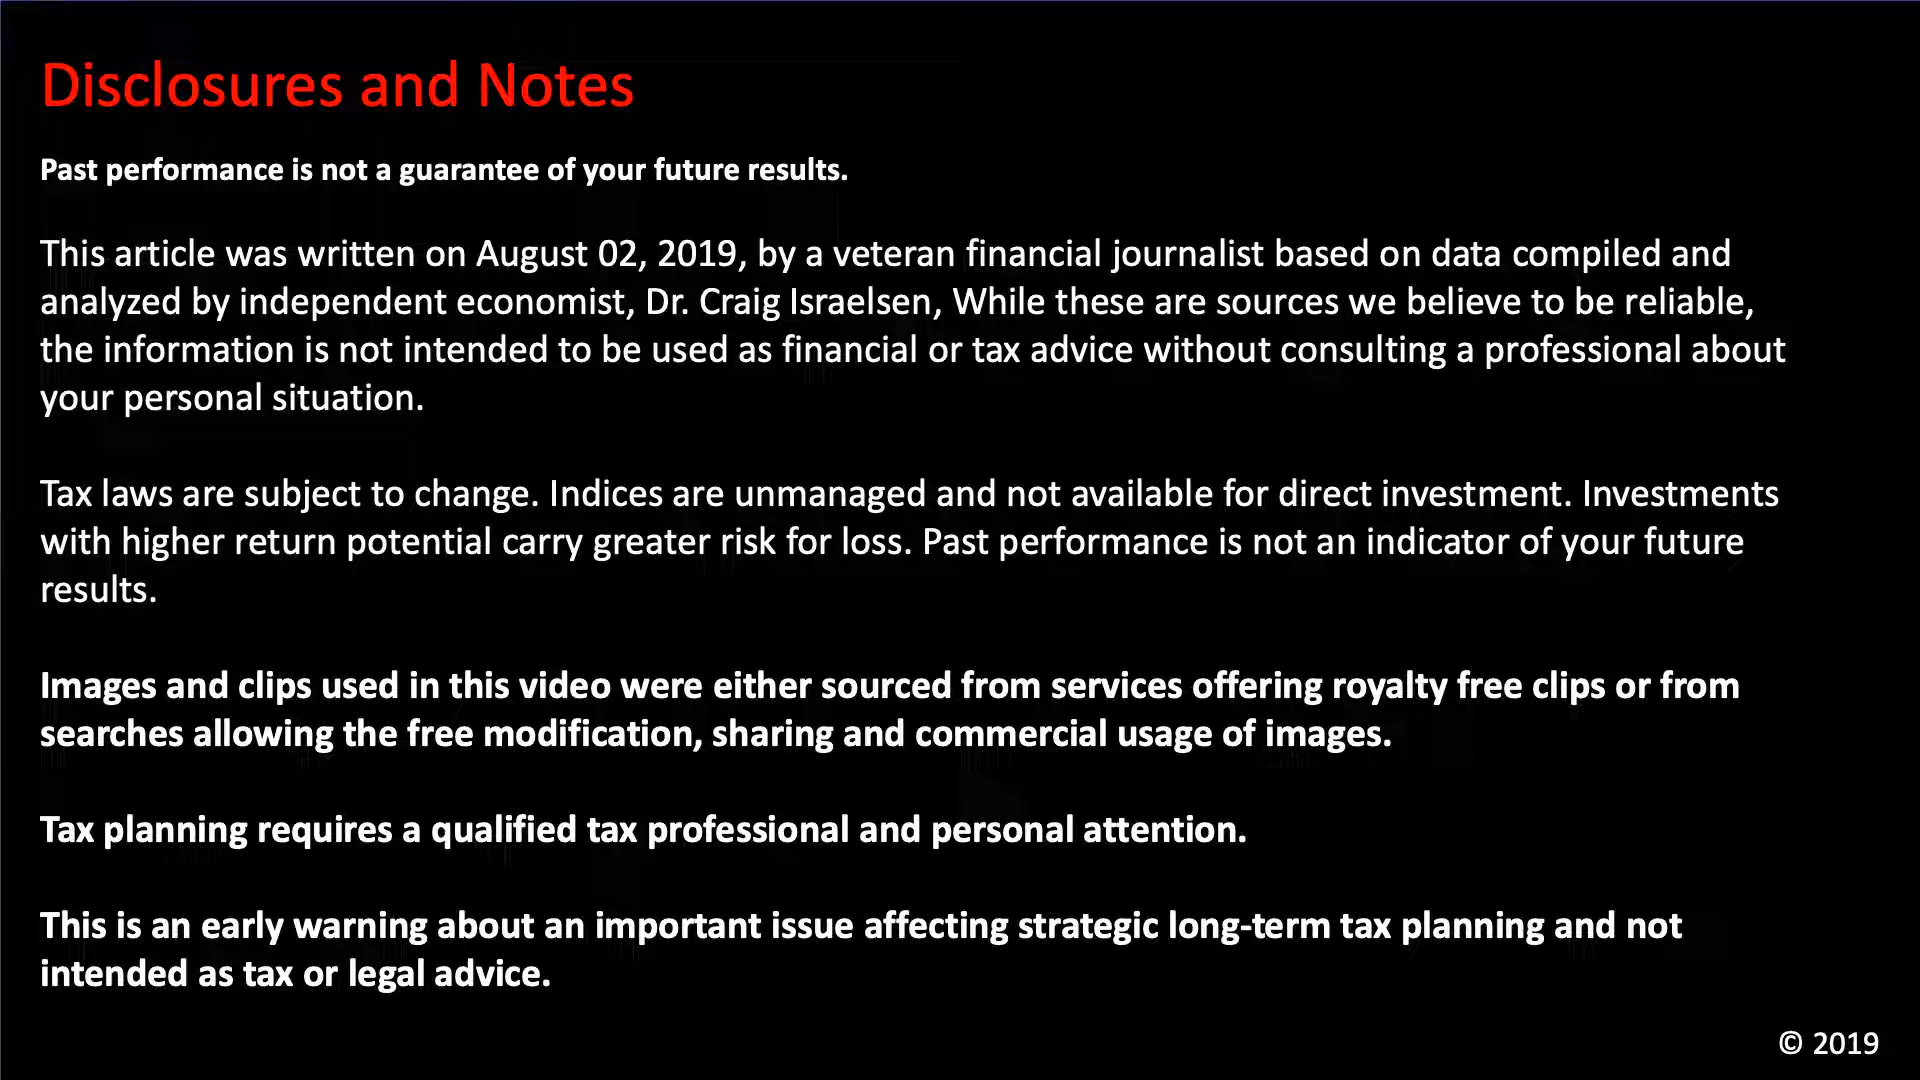 Disclosures and Notes
Past performance is not a guarantee of your future results.
This article was written on August 02, 2019, by a veteran financial journalist based on data compiled and
analyzed by independent economist, Dr. Craig Israelsen, While these are sources we believe to be reliable,
the information is not intended to be used as financial or tax advice without consulting a professional about
your personal situation.
Tax laws are subject to change. Indices are unmanaged and not available for direct investment. Investments
with higher return potential carry greater risk for loss. Past performance is not an indicator of your future
results.
Images and clips used in this video were either sourced from services offering royalty free clips or from
searches allowing the free modification, sharing and commercial usage of images.
Tax planning requires a qualified tax professional and personal attention.
This is an early warning about an important issue affecting strategic long-term tax planning and not
intended as tax or legal advice.
© 2019